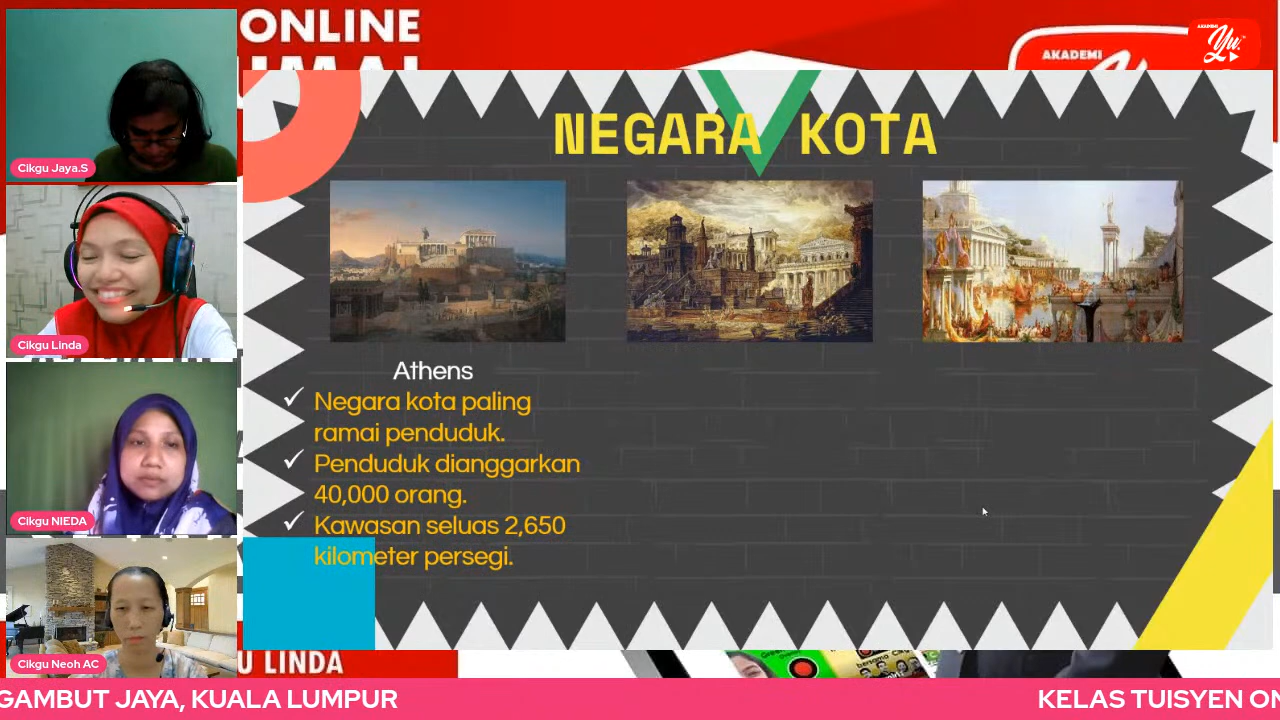 ONLINE
AKADEMI
AKADEMI
Yu.
NEGARA KOTA
Cikgu Jaya.S
Cikgu Linda
Athens
Negara kota paling
ramai penduduk.
Penduduk dianggarkan
40,000 orang.
Kawasan seluas 2,650
kilometer persegi.
Cikgu NIEDA
Cikgu Neoh AC
U LINDA
GAMBUT JAYA, KUALA LUMPUR
KELAS TUISYEN ON